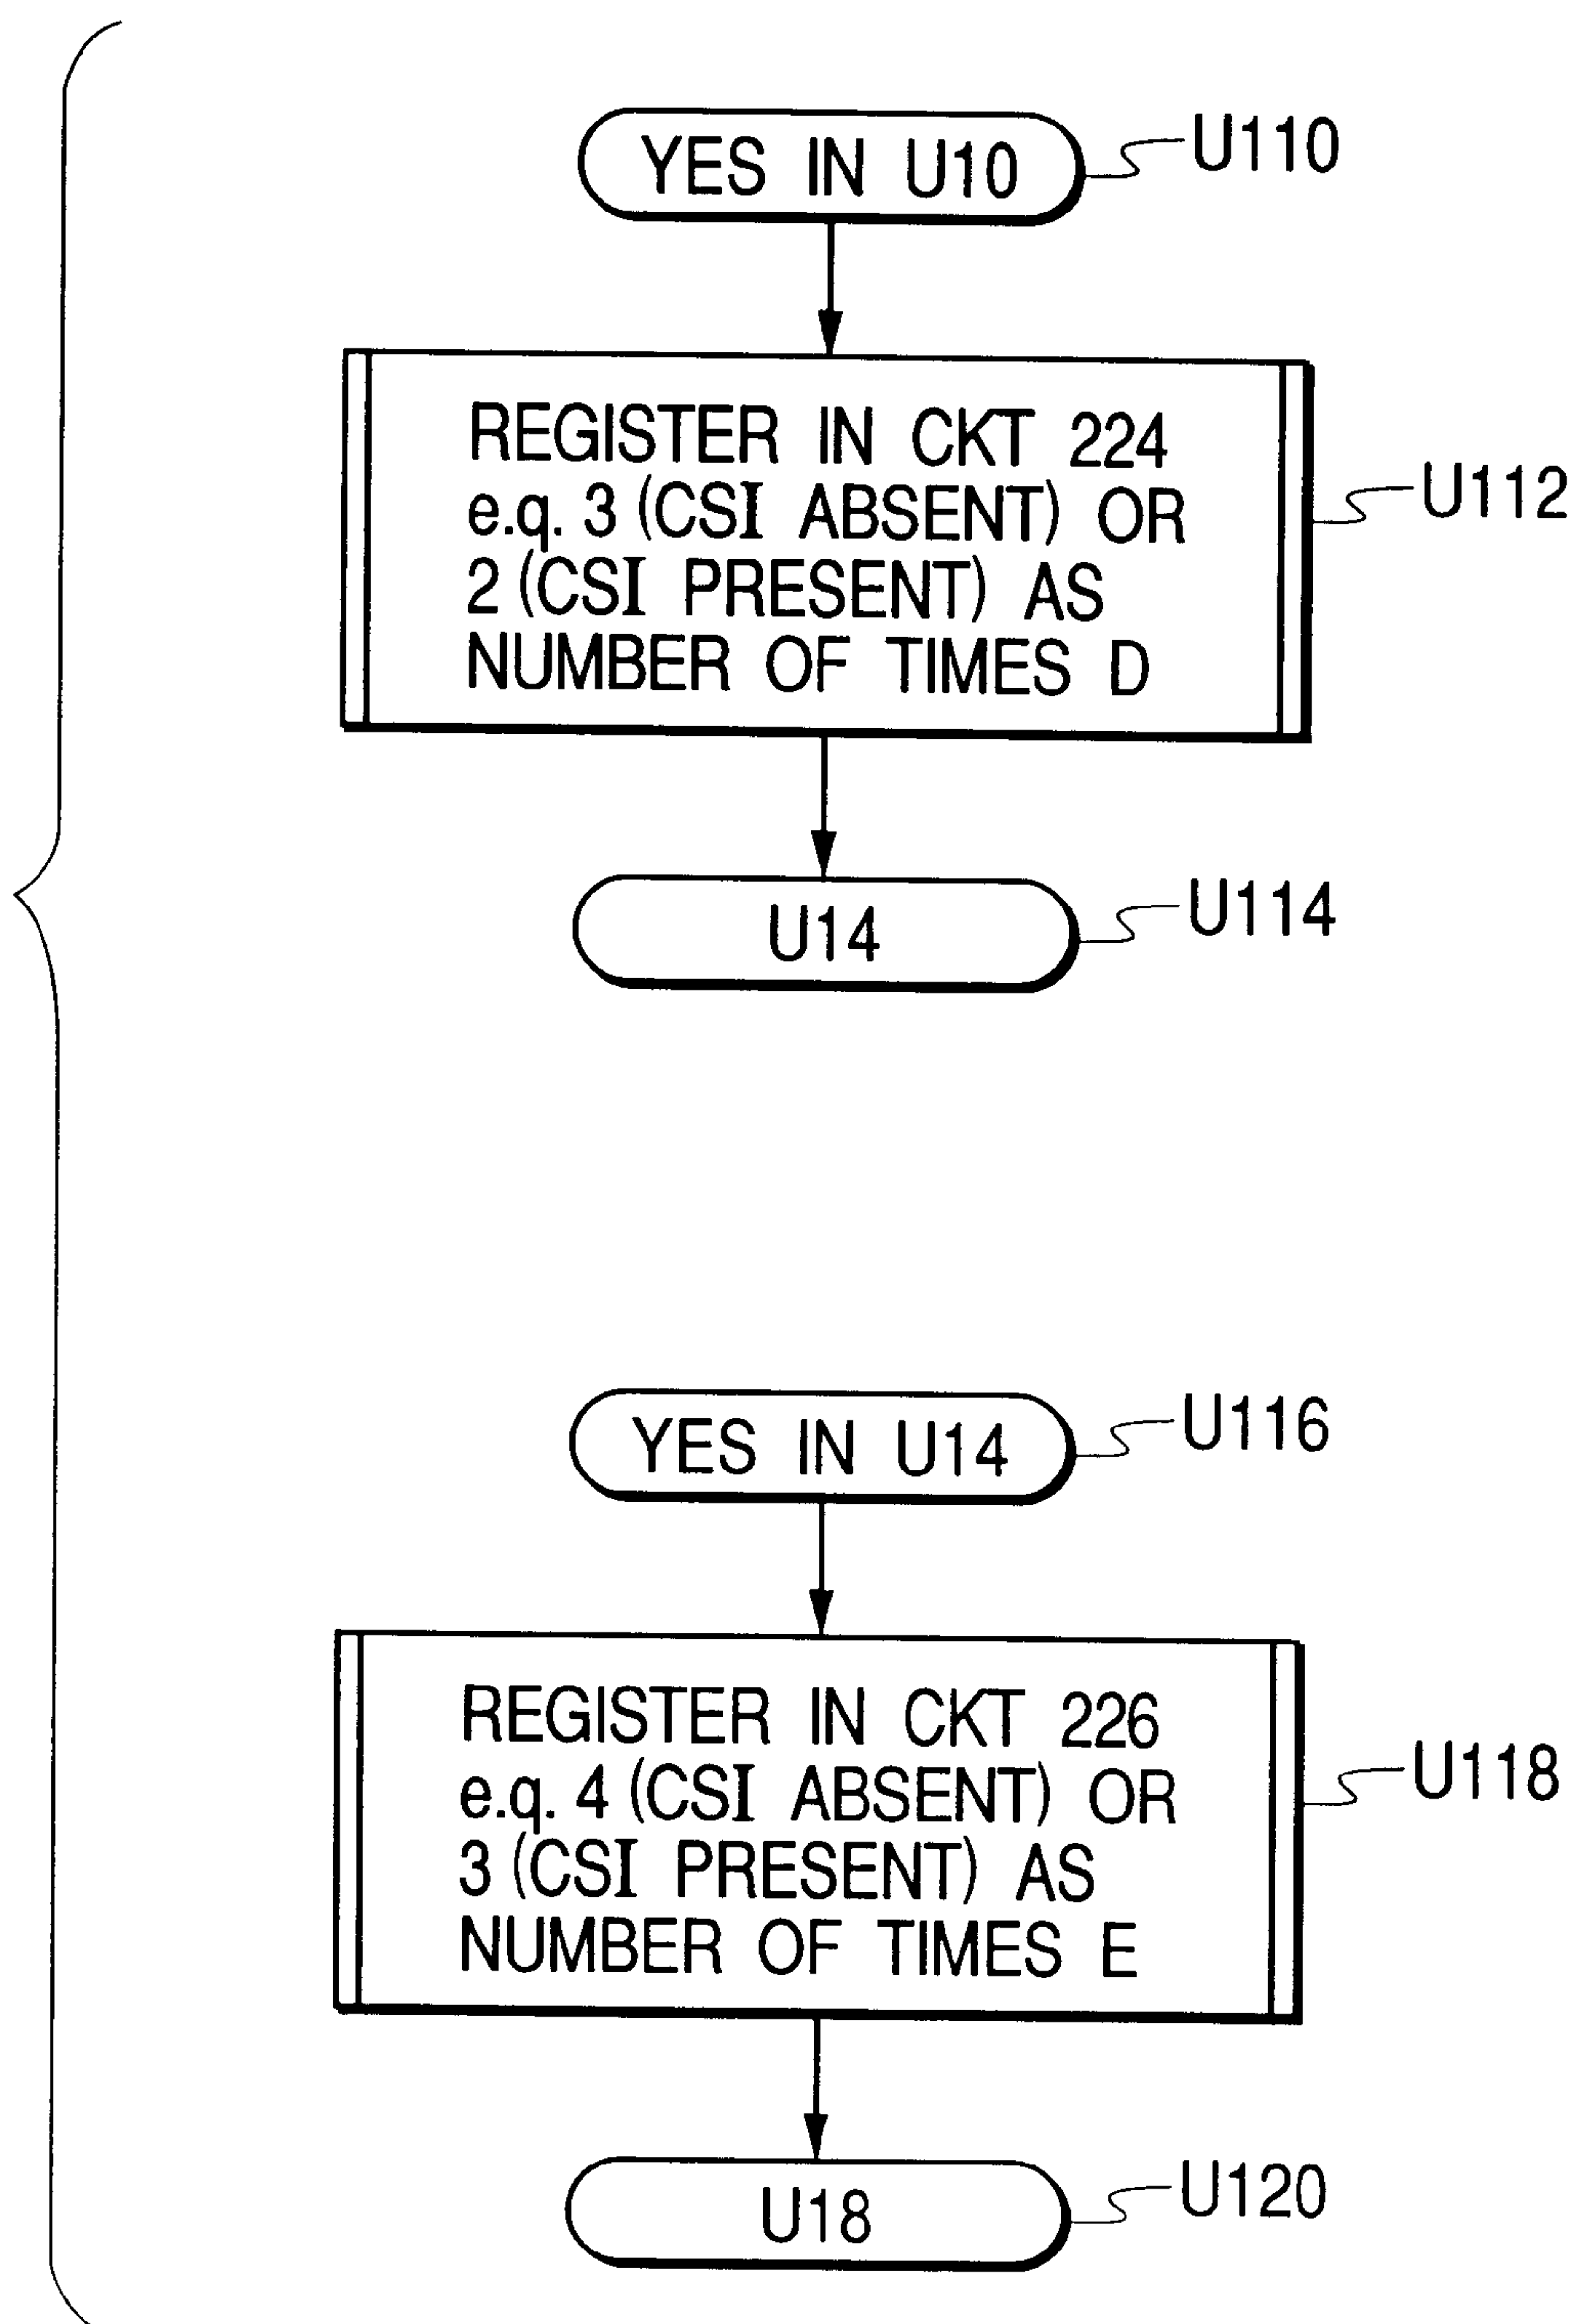 YES IN U10
U110
REGISTER IN CKT 224
e.q. 3 (CSI ABSENT) OR
2 (CSI PRESENT) AS
NUMBER OF TIMES D
U112
U14
U114
YES IN U14
U116
REGISTER IN CKT 226
e.q. 4 (CSI ABSENT) OR
3 (CSI PRESENT) AS
NUMBER OF TIMES E
U118
U18
U120